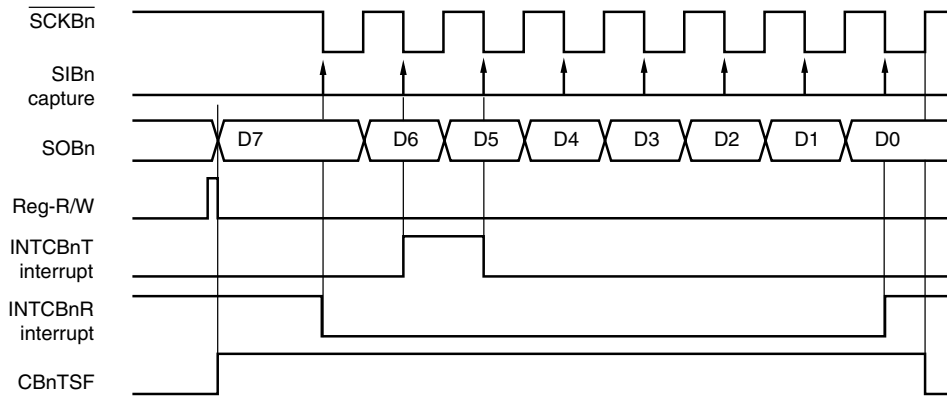 SCKBn
SIBn
capture
SOBn
D7 D6 D5 D4 D3 D2 D1 D0
Reg-R/W
INTCBnT
interrupt
INTCBnR
interrupt
CBnTSF